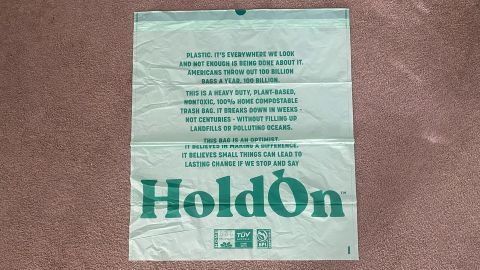 PLASTIC. IT'S EVERYWHERE WE LOOK
AND NOT ENOUGH IS BEING DONE ABOUT IT.
AMERICANS THROW OUT 100 BILLION
BAGS A YEAR. 100 BILLION.
THIS IS A HEAVY DUTY, PLANT-BASED,
NONTOXIC, 100% HOME COMPOSTABLE
TRASH BAG. IT BREAKS DOWN IN WEEKS -
NOT CENTURIES - WITHOUT FILLING UP
LANDFILLS OR POLLUTING OCEANS.
THIS BAG IS AN OPTIMIST.
IT BELIEVES IN MAKING A DIFFERENCE.
IT BELIEVES SMALL THINGS CAN LEAD TO
LASTING CHANGE IF WE STOP AND SAY
HoldOn™
TÜV
BPI